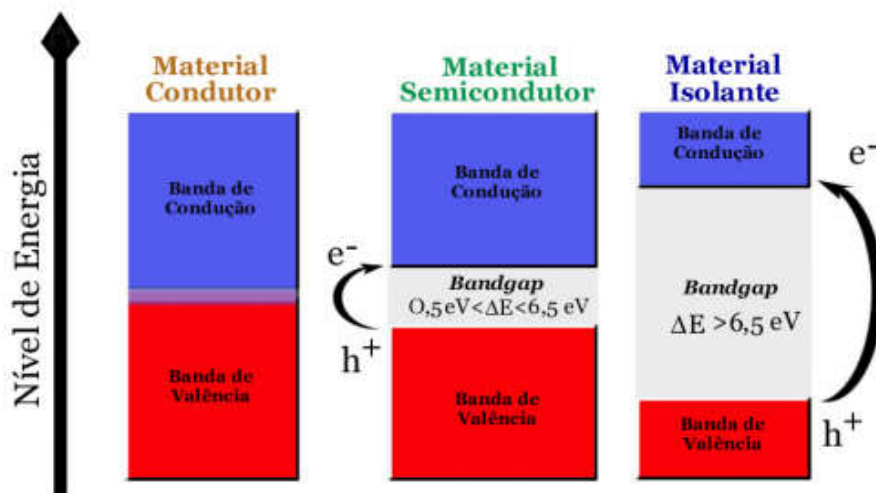 Nível de Energia
Material
Condutor
Banda de
Condução
Banda de
Valência
Material
Semicondutor
Banda de
Condução
e-
Bandgap
0,5 eV<ΔE<6,5 eV
h+
Banda de
Valência
Material
Isolante
Banda de
Condução
e-
Bandgap
ΔE >6,5 eV
Banda de
Valência
h+